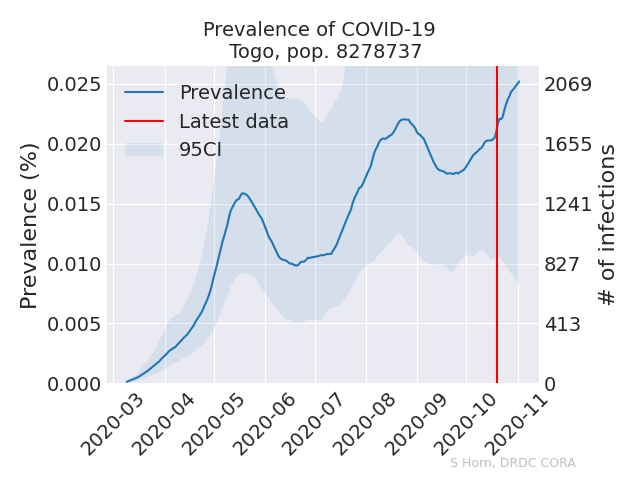 Prevalence of COVID-19
Togo, pop. 8278737
Prevalence
Latest data
95CI
Prevalence (%)
0.025
0.020
0.015
0.010
0.005
0.000
2069
1655
1241
827
413
0
# of infections
2020-03
2020-04
2020-05
2020-06
2020-07
2020-08
2020-09
2020-10
2020-11
S Horn, DRDC CORA